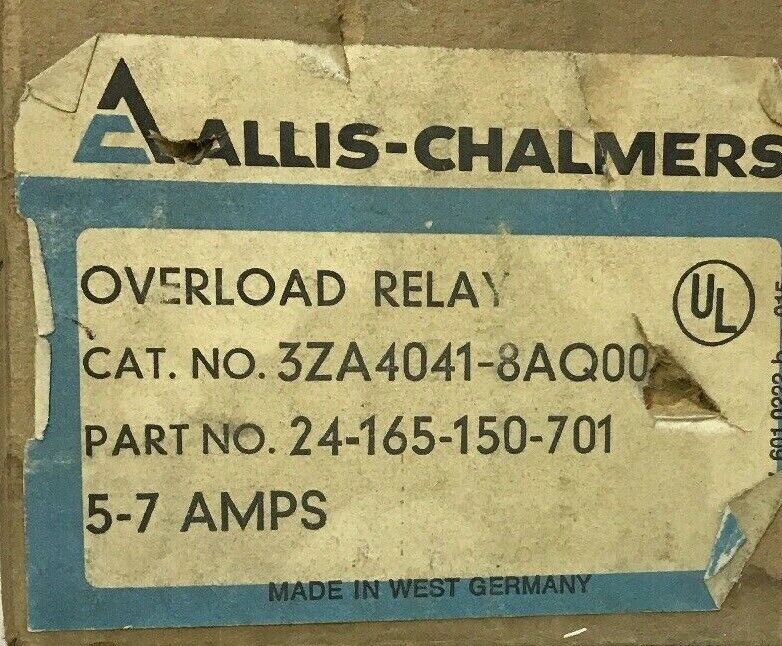 ALLIS-CHALMERS
OVERLOAD RELAY
UL
CAT. NO. 3ZA4041-8AQ00
PART NO. 24-165-150-701
5-7 AMPS
MADE IN WEST GERMANY